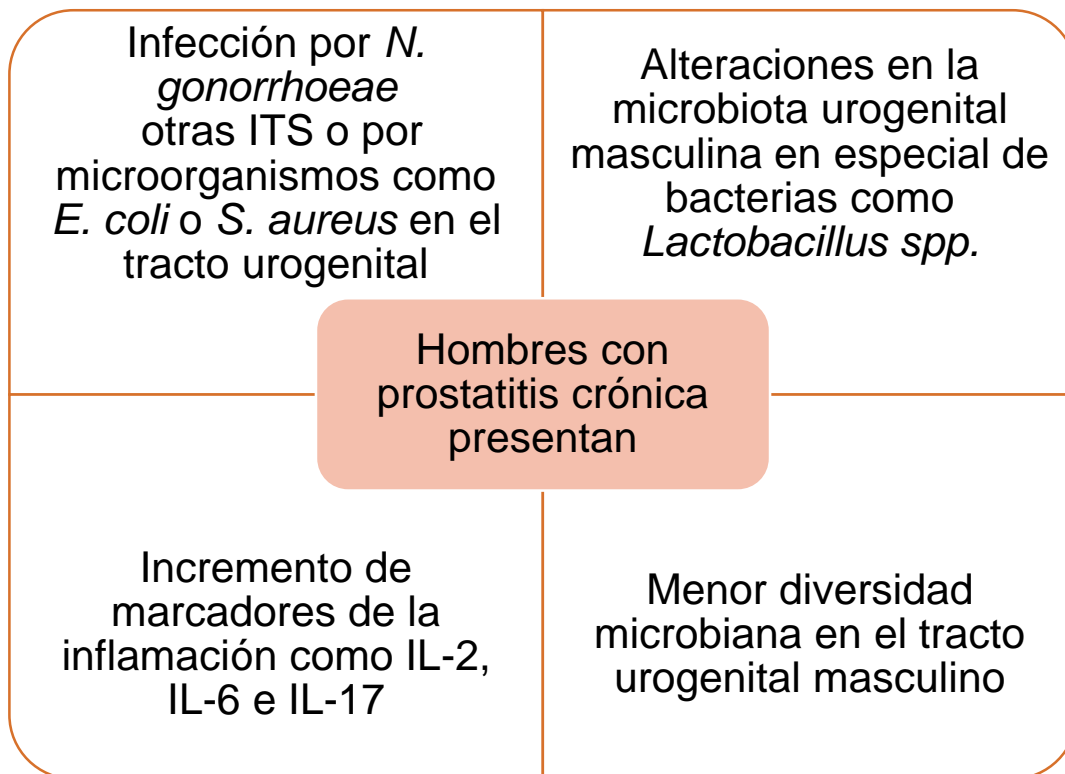 Infección por N.
gonorrhoeae
otras ITS o por
microorganismos como
E. coli o S. aureus en el
tracto urogenital
Alteraciones en la
microbiota urogenital
masculina en especial de
bacterias como
Lactobacillus spp.
Hombres con
prostatitis crónica
presentan
Incremento de
marcadores de la
inflamación como IL-2,
IL-6 e IL-17
Menor diversidad
microbiana en el tracto
urogenital masculino